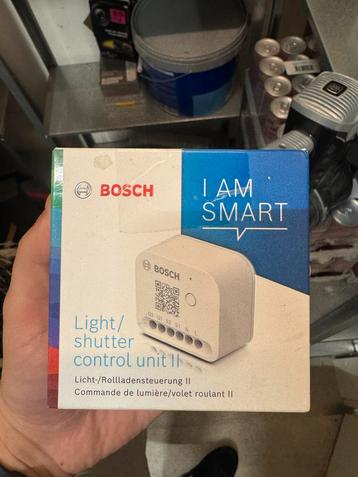 BOSCH
I AM
SMART
BOSCH
Light/
shutter
control unit II
Licht-/Rollladensteuerung II
Commande de lumière/volet roulant II